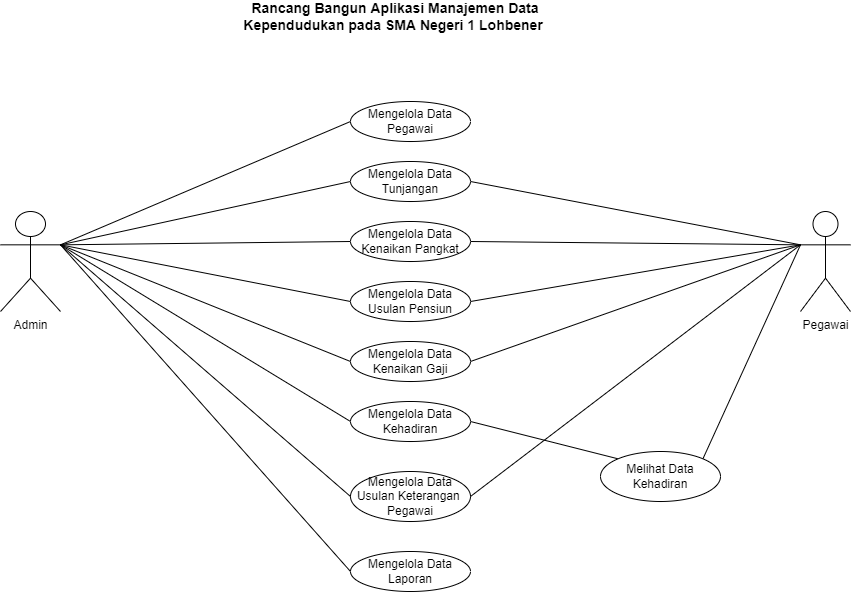 Rancang Bangun Aplikasi Manajemen Data
Kependudukan pada SMA Negeri 1 Lohbener
Mengelola Data
Pegawai
Mengelola Data
Tunjangan
Mengelola Data
Kenaikan Pangkat
Mengelola Data
Usulan Pensiun
Admin
Pegawai
Mengelola Data
Kenaikan Gaji
Mengelola Data
Kehadiran
Melihat Data
Kehadiran
Mengelola Data
Usulan Keterangan
Pegawai
Mengelola Data
Laporan